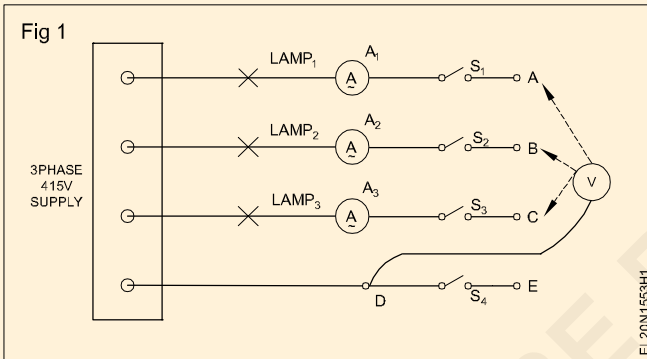 Fig 1
LAMP1
A1
A
~
S1
A
LAMP2
A2
A
~
S2
B
3PHASE
415V
SUPPLY
V
LAMP3
A3
A
~
S3
C
D
S4
E
EL20N1553H1